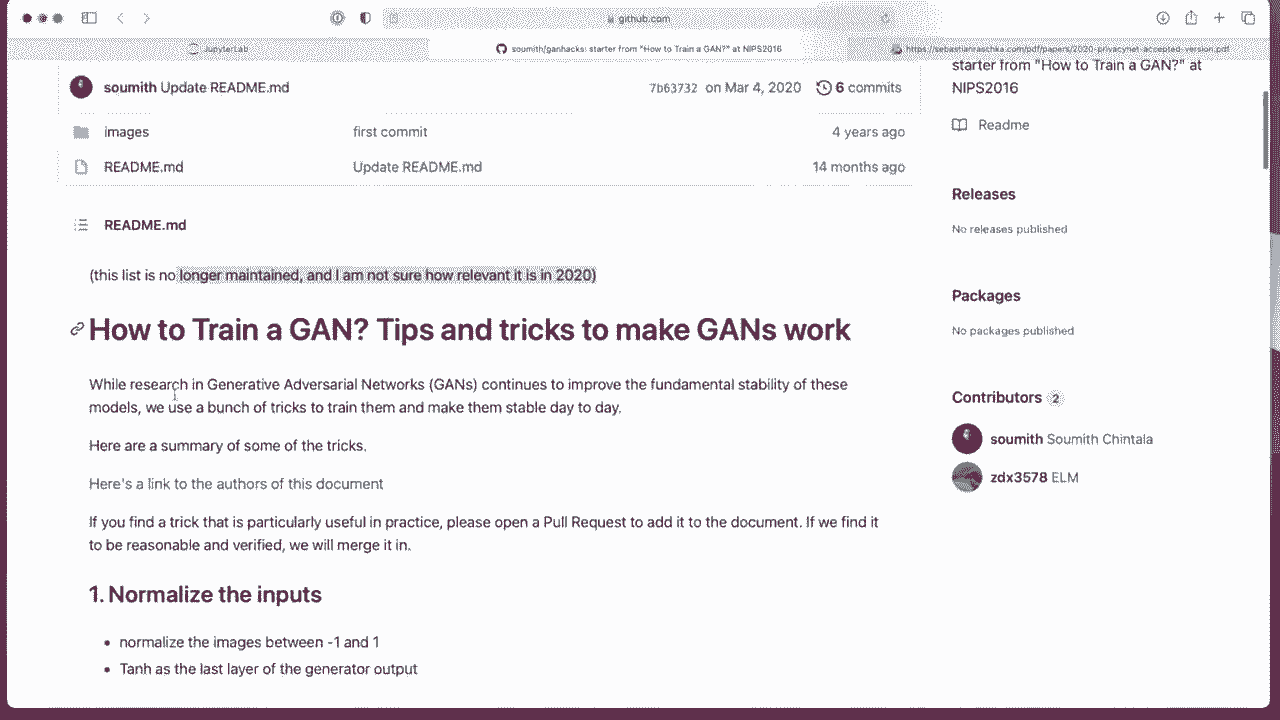 github.com
JupyterLab
soumith/ganhacks: starter from "How to Train a GAN?" at NIPS2016
soumith Update README.md
7b63732 on Mar 4, 2020
6 commits
images
first commit
4 years ago
README.md
Update README.md
14 months ago
README.md
(this list is no longer maintained, and I am not sure how relevant it is in 2020)
How to Train a GAN? Tips and tricks to make GANs work
While research in Generative Adversarial Networks (GANs) continues to improve the fundamental stability of these
models, we use a bunch of tricks to train them and make them stable day to day.
Here are a summary of some of the tricks.
Here's a link to the authors of this document
If you find a trick that is particularly useful in practice, please open a Pull Request to add it to the document. If we find it
to be reasonable and verified, we will merge it in.
1. Normalize the inputs
• normalize the images between -1 and 1
• Tanh as the last layer of the generator output
starter from "How to Train a GAN?" at
NIPS2016
Readme
Releases
No releases published
Packages
No packages published
Contributors 2
soumith Soumith Chintala
zdx3578 ELM